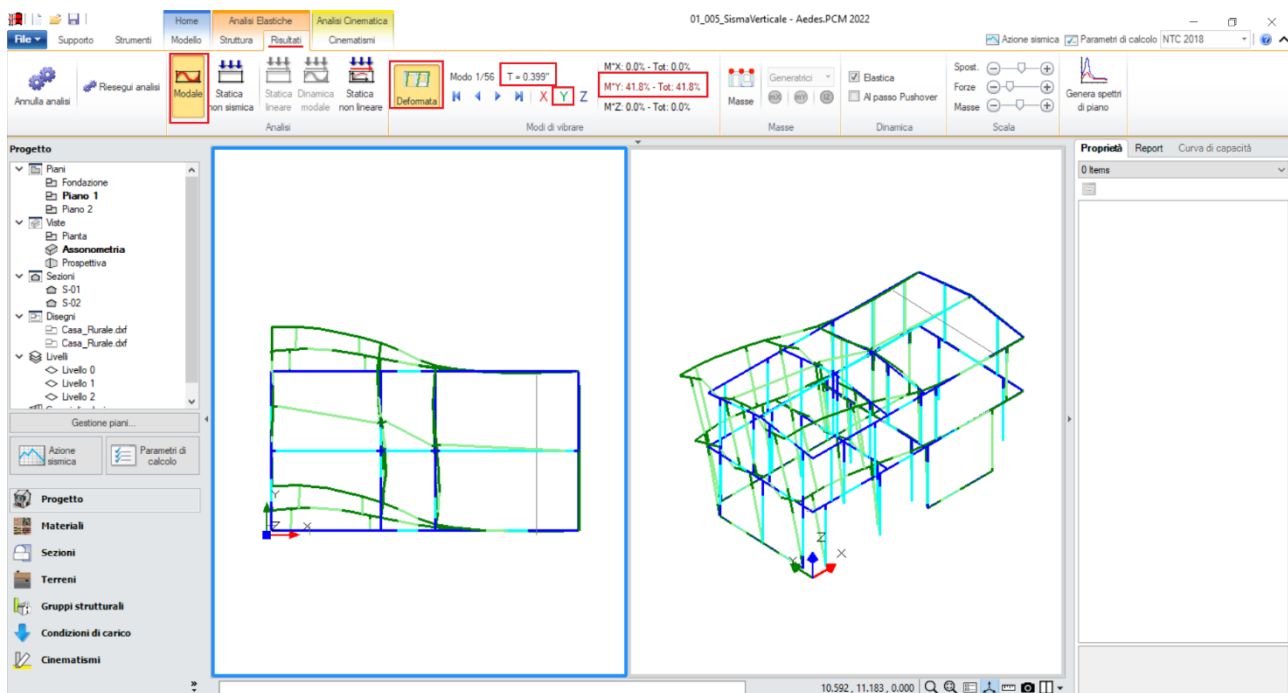 01_005_SismaVerticale - Aedes.PCM 2022
Home Analisi Elastiche Analisi Cinematica
File Supporto Strumenti Modello Struttura Risultati Cinematismi
Azione sismica Parametri di calcolo NTC 2018
Annulla analisi
Riesegui analisi
Modale
Statica non sismica
Statica lineare
Dinamica modale
Statica non lineare
Analisi
Deformata
Modo 1/56 T = 0.399"
X Y Z
M*X: 0.0% - Tot: 0.0%
M*Y: 41.8% - Tot: 41.8%
M*Z: 0.0% - Tot: 0.0%
Modi di vibrare
Masse
Generatrici
Masse
Elastica
Al passo Pushover
Dinamica
Spost.
Forze
Masse
Scala
Genera spettri di piano
Progetto
Piani
Fondazione
Piano 1
Piano 2
Viste
Pianta
Assonometria
Prospettiva
Sezioni
S-01
S-02
Disegni
Casa_Rurale.dxf
Casa_Rurale.dxf
Livelli
Livello 0
Livello 1
Livello 2
Gestione piani...
Azione sismica
Parametri di calcolo
Progetto
Materiali
Sezioni
Terreni
Gruppi strutturali
Condizioni di carico
Cinematismi
Y
Z X
Z
Y X
Proprietà Report Curva di capacità
0 Items
10.592 , 11.183 , 0.000